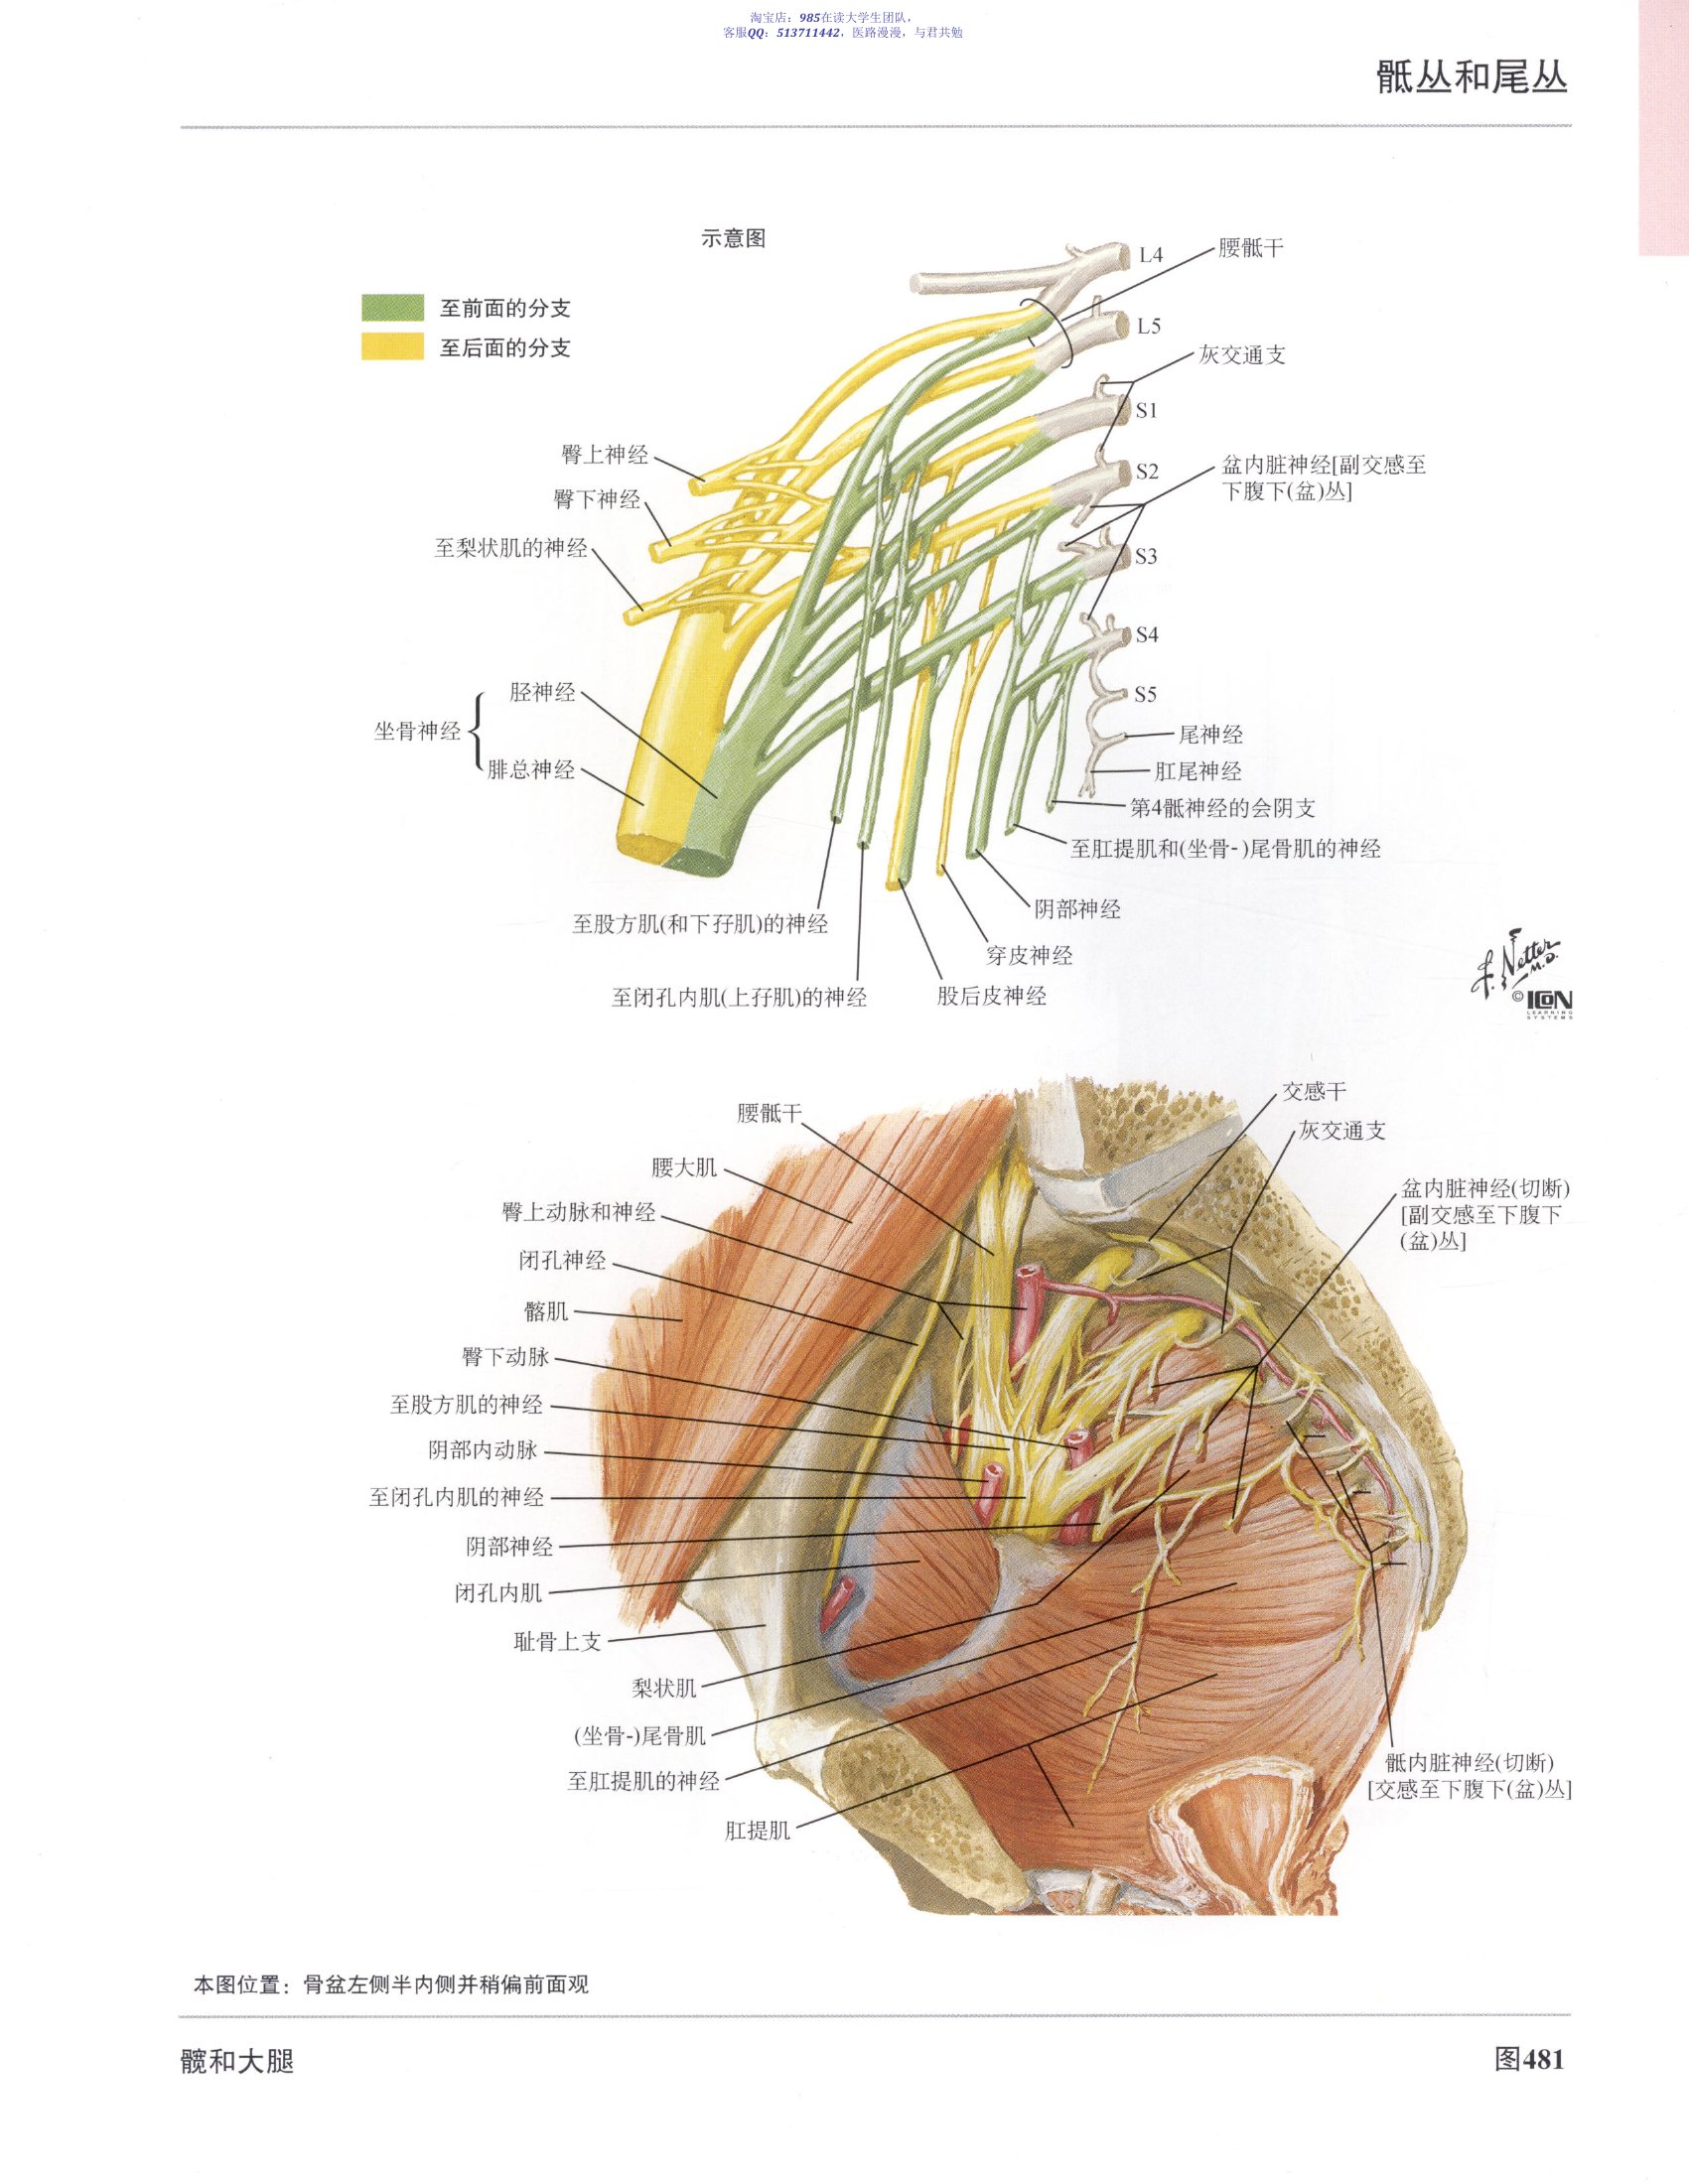 淘宝店：985在读大学生团队，
客服QQ：513711442，医路漫漫，与君共勉
骶丛和尾丛
示意图
至前面的分支
至后面的分支
L4
腰骶干
L5
灰交通支
S1
臀上神经
S2
盆内脏神经[副交感至
下腹下(盆)丛]
臀下神经
至梨状肌的神经
S3
S4
S5
胫神经
坐骨神经
腓总神经
尾神经
肛尾神经
第4骶神经的会阴支
至肛提肌和(坐骨-)尾骨肌的神经
阴部神经
至股方肌(和下孖肌)的神经
穿皮神经
至闭孔内肌(上孖肌)的神经
股后皮神经
F. Netter
M.D.
© ICON
LEARNING
SYSTEMS
腰骶干
交感干
灰交通支
腰大肌
盆内脏神经(切断)
[副交感至下腹下
(盆)丛]
臀上动脉和神经
闭孔神经
髂肌
臀下动脉
至股方肌的神经
阴部内动脉
至闭孔内肌的神经
阴部神经
闭孔内肌
耻骨上支
梨状肌
(坐骨-)尾骨肌
至肛提肌的神经
肛提肌
骶内脏神经(切断)
[交感至下腹下(盆)丛]
本图位置：骨盆左侧半内侧并稍偏前面观
髋和大腿
图481